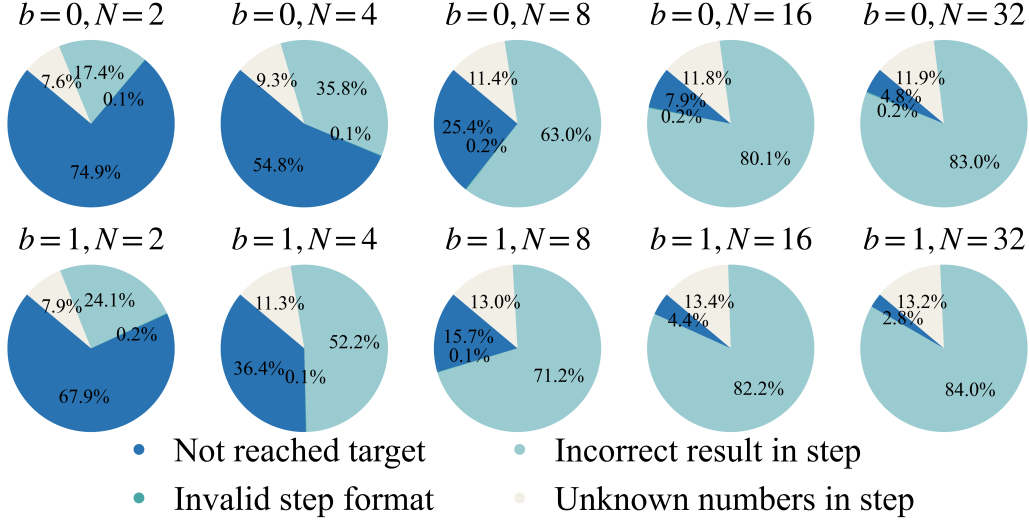 b=0, N=2 b=0, N=4 b=0, N=8 b=0, N=16 b=0, N=32
7.6% 17.4% 0.1% 74.9%
9.3% 35.8% 0.1% 54.8%
11.4% 25.4% 0.2% 63.0%
11.8% 7.9% 0.2% 80.1%
11.9% 4.8% 0.2% 83.0%
b=1, N=2 b=1, N=4 b=1, N=8 b=1, N=16 b=1, N=32
7.9% 24.1% 0.2% 67.9%
11.3% 52.2% 36.4% 0.1%
13.0% 15.7% 0.1% 71.2%
13.4% 4.4% 82.2%
13.2% 2.8% 84.0%
Not reached target Incorrect result in step
Invalid step format Unknown numbers in step